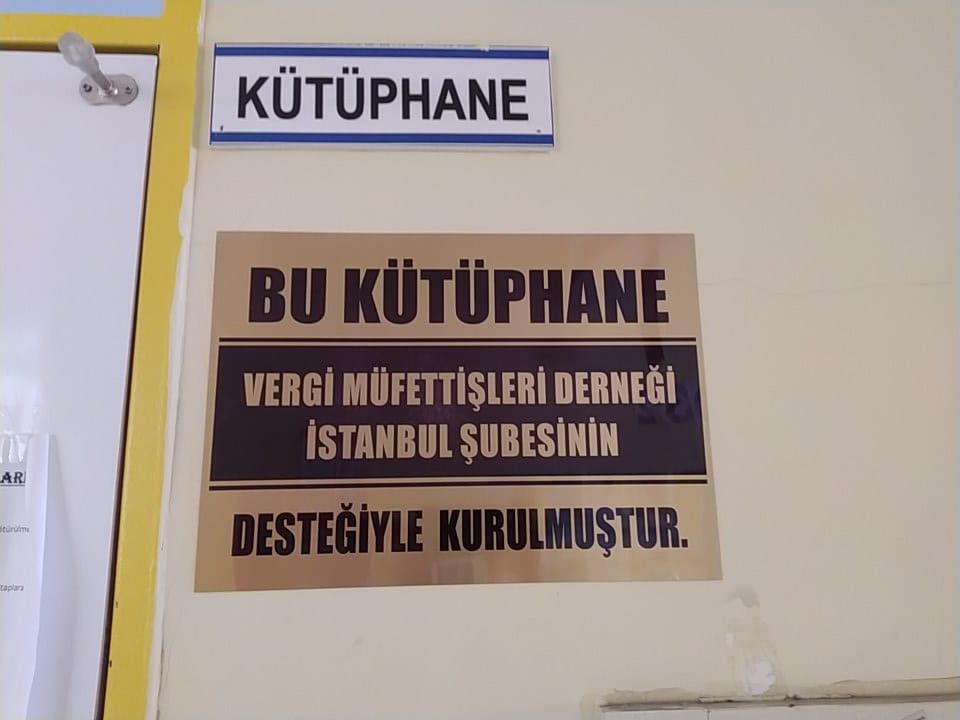 KÜTÜPHANE
BU KÜTÜPHANE
VERGİ MÜFETTİŞLERİ DERNEĞİ
İSTANBUL ŞUBESİNİN
DESTEĞİYLE KURULMUŞTUR.